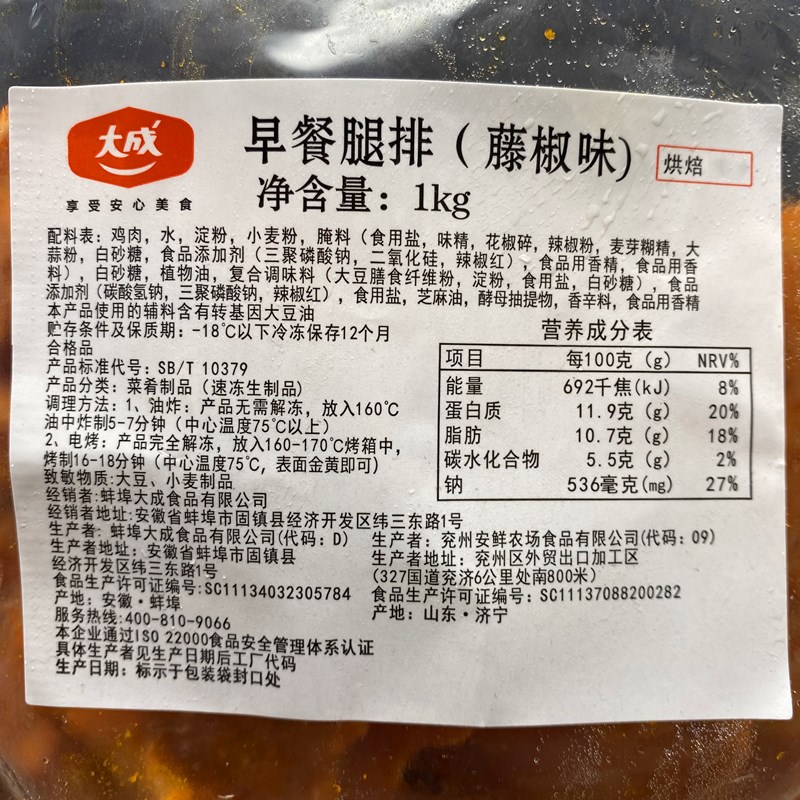 大成
享受安心美食
早餐腿排（藤椒味）
烘焙
净含量：1kg
配料表：鸡肉，水，淀粉，小麦粉，腌料（食用盐，味精，花椒碎，辣椒粉，麦芽糊精，大
蒜粉，白砂糖，食品添加剂（三聚磷酸钠，二氧化硅，辣椒红），食品用香精，食品用香
料），白砂糖，植物油，复合调味料（大豆膳食纤维粉，淀粉，食用盐，白砂糖），食品
添加剂（碳酸氢钠，三聚磷酸钠，辣椒红），食用盐，芝麻油，酵母抽提物，香辛料，食品用香精
本产品使用的辅料含有转基因大豆油
贮存条件及保质期：-18℃以下冷冻保存12个月
合格品
产品标准代号：SB/T 10379
产品分类：菜肴制品（速冻生制品）
调理方法：1、油炸：产品无需解冻，放入160℃
油中炸制5-7分钟（中心温度75℃以上）
2、电烤：产品完全解冻，放入160-170℃烤箱中，
烤制16-18分钟（中心温度75℃，表面金黄即可）
致敏物质：大豆、小麦制品
营养成分表
项目 每100克（g） NRV%
能量 692千焦(kJ) 8%
蛋白质 11.9克（g） 20%
脂肪 10.7克（g） 18%
碳水化合物 5.5克（g） 2%
钠 536毫克(mg) 27%
经销者：蚌埠大成食品有限公司
经销者地址：安徽省蚌埠市固镇县经济开发区纬三东路1号
生产者：蚌埠大成食品有限公司(代码：D)
生产者地址：安徽省蚌埠市固镇县
经济开发区纬三东路1号
食品生产许可证编号：SC11134032305784
产地：安徽·蚌埠
生产者：兖州安鲜农场食品有限公司(代码：09)
生产者地址：兖州区外贸出口加工区
（327国道兖济6公里处南800米）
食品生产许可证编号：SC11137088200282
产地：山东·济宁
服务热线：400-810-9066
本企业通过ISO 22000食品安全管理体系认证
具体生产者见生产日期后工厂代码
生产日期：标示于包装袋封口处